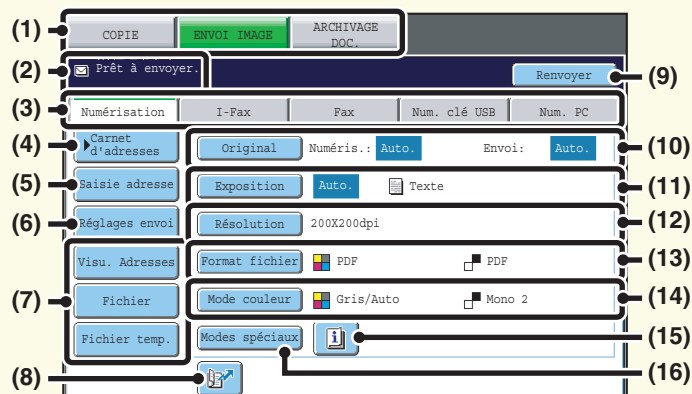 (1) COPIE ENVOI IMAGE ARCHIVAGE DOC.
(2) Prêt à envoyer. Renvoyer (9)
(3) Numérisation I-Fax Fax Num. clé USB Num. PC
(4) Carnet d'adresses Original Numéris.: Auto. Envoi: Auto. (10)
(5) Saisie adresse Exposition Auto. Texte (11)
(6) Réglages envoi Résolution 200X200dpi (12)
Visu. Adresses Format fichier PDF PDF (13)
(7) Fichier Mode couleur Gris/Auto Mono 2 (14)
Fichier temp. Modes spéciaux (15)
(8) (16)